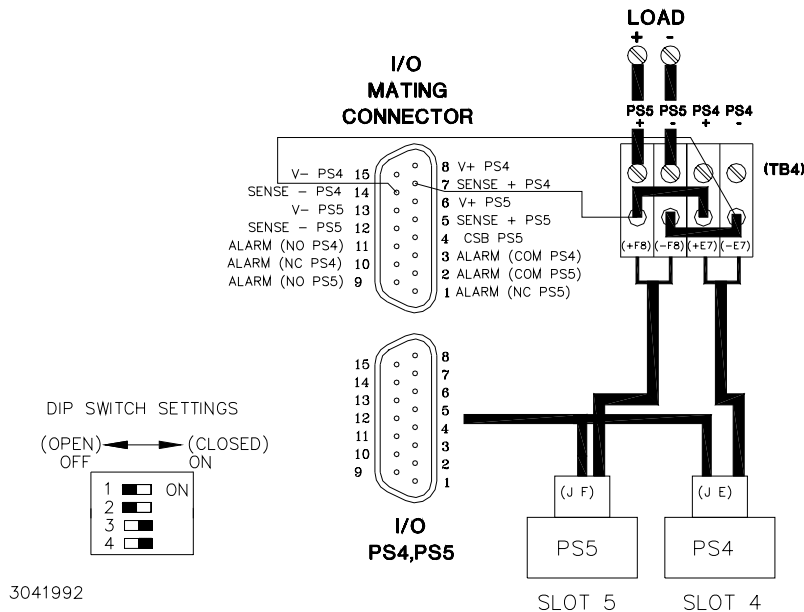 LOAD
+ -
I/O
MATING
CONNECTOR
PS5 PS5 PS4 PS4
+ - + -
(TB4)
V- PS4 15
SENSE - PS4 14
V- PS5 13
SENSE - PS5 12
ALARM (NO PS4) 11
ALARM (NC PS4) 10
ALARM (NO PS5) 9
8 V+ PS4
7 SENSE + PS4
6 V+ PS5
5 SENSE + PS5
4 CSB PS5
3 ALARM (COM PS4)
2 ALARM (COM PS5)
1 ALARM (NC PS5)
(+F8) (-F8) (+E7) (-E7)
15
14
13
12
11
10
9
8
7
6
5
4
3
2
1
I/O
PS4,PS5
DIP SWITCH SETTINGS
(OPEN) (CLOSED)
OFF ON
1 ON
2
3
4
(J F) (J E)
PS5 PS4
SLOT 5 SLOT 4
3041992